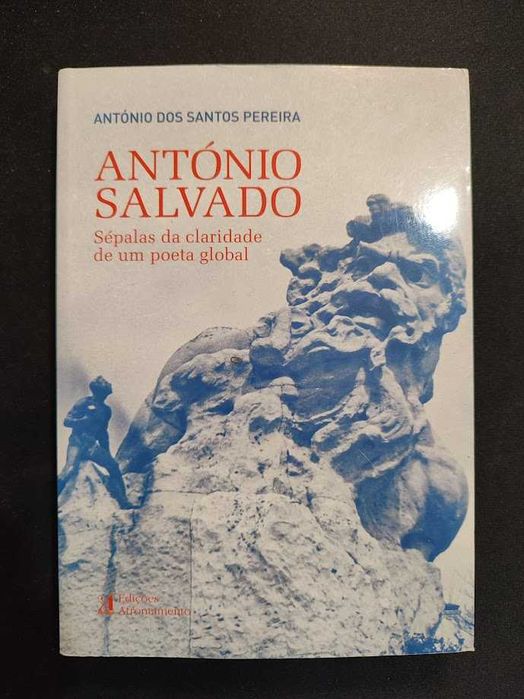 ANTÓNIO DOS SANTOS PEREIRA
ANTÓNIO
SALVADO
Sépalas da claridade
de um poeta global
Edições
Afrontamento